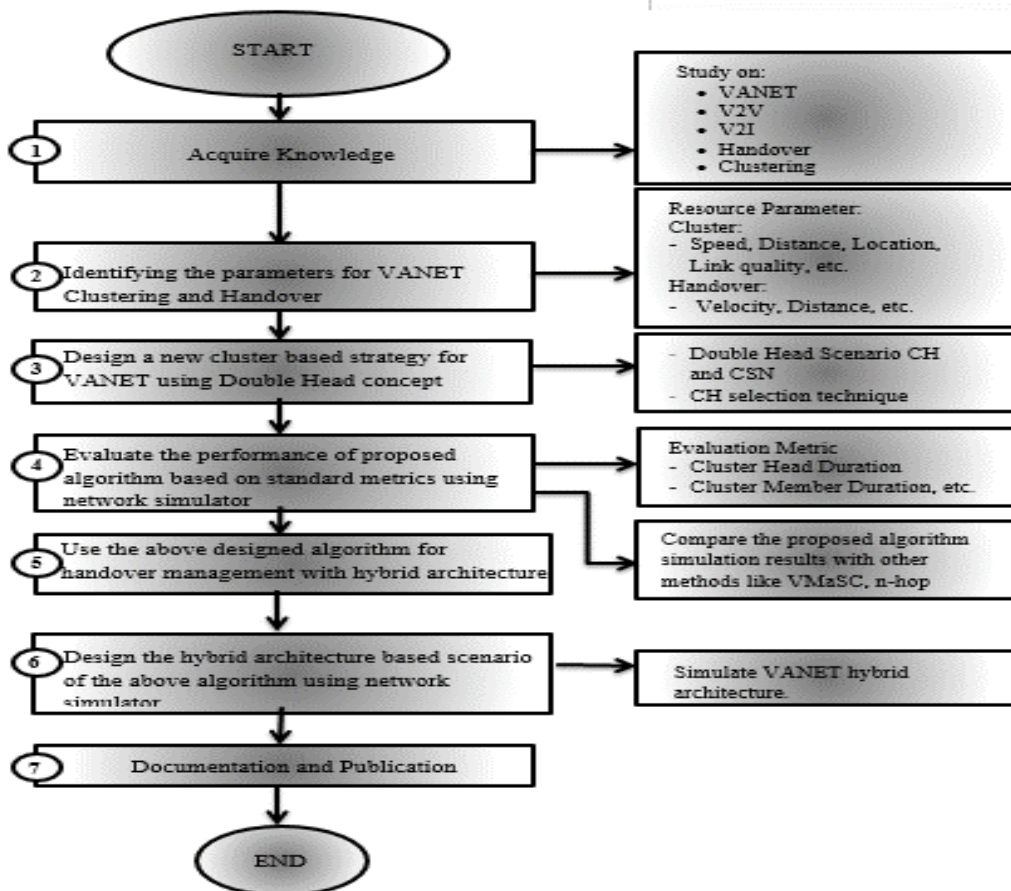 START
1
Acquire Knowledge
Study on:
• VANET
• V2V
• V2I
• Handover
• Clustering
2
Identifying the parameters for VANET
Clustering and Handover
Resource Parameter:
Cluster:
- Speed, Distance, Location,
Link quality, etc.
Handover:
- Velocity, Distance, etc.
3
Design a new cluster based strategy for
VANET using Double Head concept
- Double Head Scenario CH
and CSN
- CH selection technique
4
Evaluate the performance of proposed
algorithm based on standard metrics using
network simulator
Evaluation Metric
- Cluster Head Duration
- Cluster Member Duration, etc.
Compare the proposed algorithm
simulation results with other
methods like VMaSC, n-hop
5
Use the above designed algorithm for
handover management with hybrid architecture
6
Design the hybrid architecture based scenario
of the above algorithm using network
simulator
Simulate VANET hybrid
architecture.
7
Documentation and Publication
END